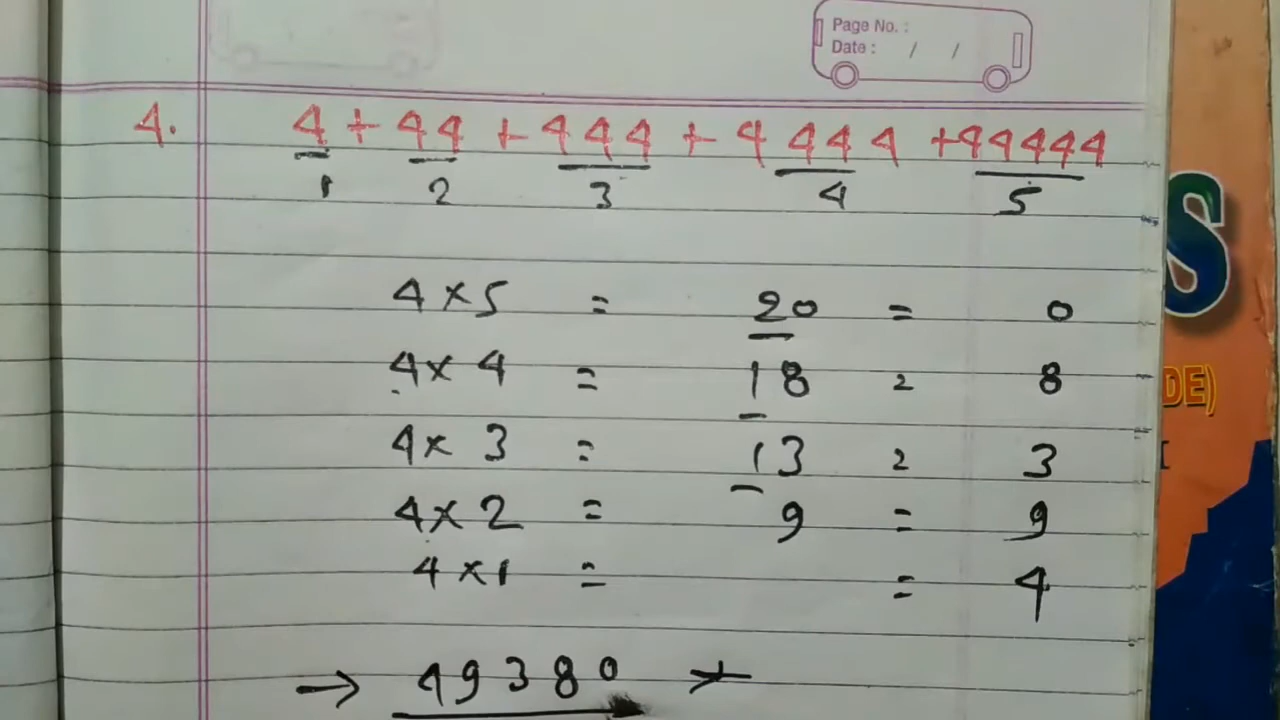 Page No. :
Date : / /
4. 4 + 44 + 444 + 4444 + 44444
1 2 3 4 5
4 × 5 = 20 = 0
4 × 4 = 18 = 8
4 × 3 = 13 = 3
4 × 2 = 9 = 9
4 × 1 = = 4
→ 49380
S
DE)